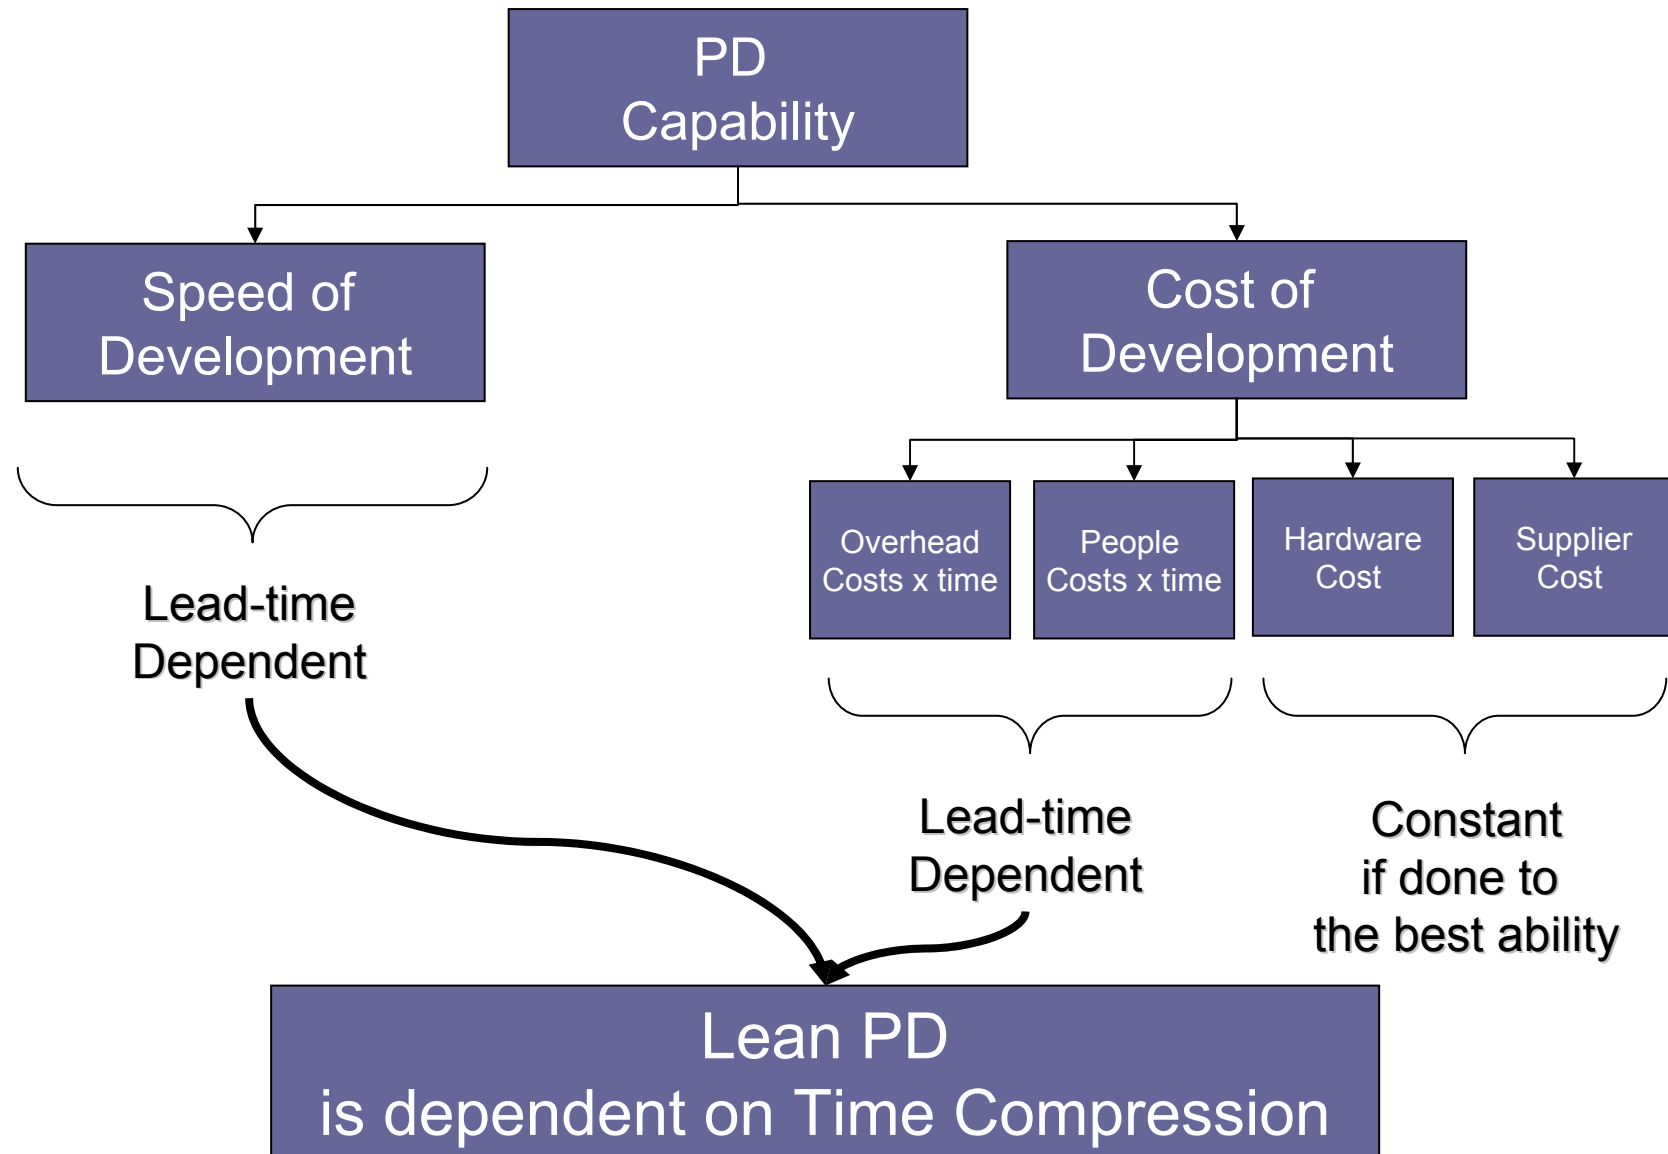 PD
Capability
Speed of
Development
Cost of
Development
Overhead
Costs x time
People
Costs x time
Hardware
Cost
Supplier
Cost
Lead-time
Dependent
Lead-time
Dependent
Constant
if done to
the best ability
Lean PD
is dependent on Time Compression